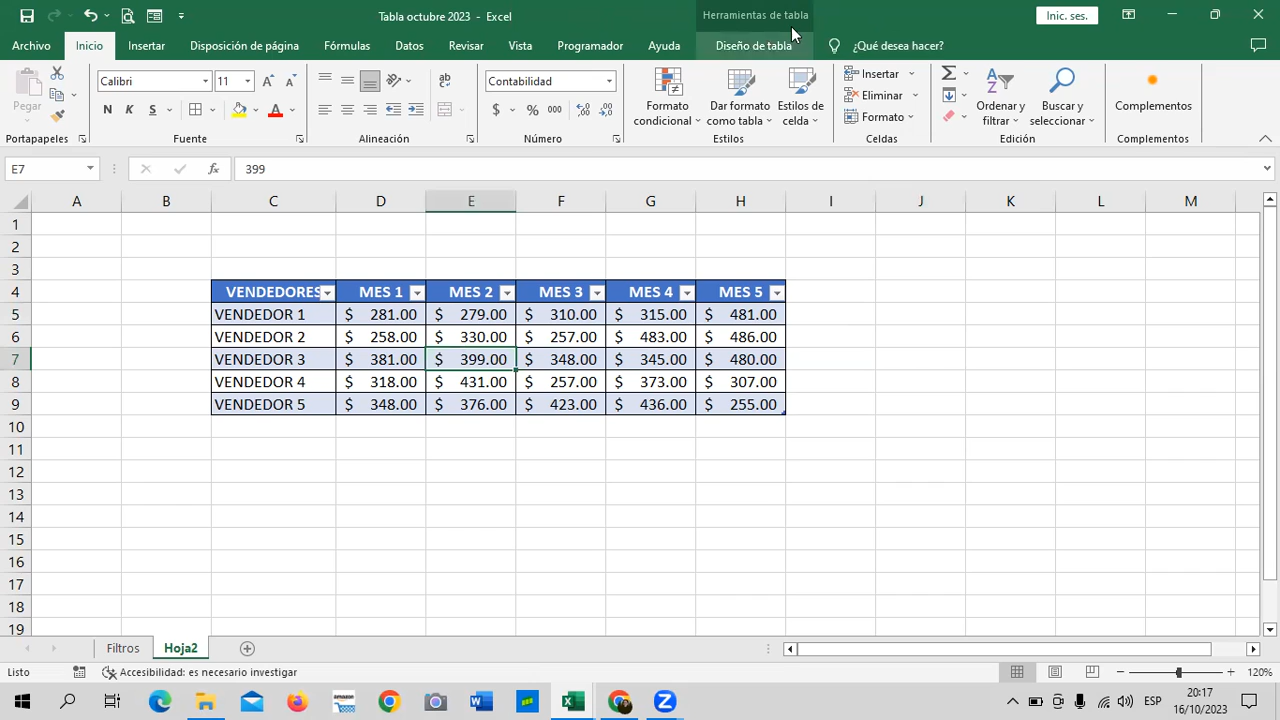 Tabla octubre 2023 - Excel
Herramientas de tabla
Inic. ses.
Archivo Inicio Insertar Disposición de página Fórmulas Datos Revisar Vista Programador Ayuda Diseño de tabla ¿Qué desea hacer?
Pegar
Portapapeles
Calibri 11
N K S
Fuente
ab
Alineación
Contabilidad
$ % 000
Número
Formato condicional
Dar formato como tabla
Estilos de celda
Estilos
Insertar
Eliminar
Formato
Celdas
Ordenar y filtrar
Buscar y seleccionar
Edición
Complementos
Complementos
E7 fx 399
A B C D E F G H I J K L M
1
2
3
4 VENDEDORES MES 1 MES 2 MES 3 MES 4 MES 5
5 VENDEDOR 1 $ 281.00 $ 279.00 $ 310.00 $ 315.00 $ 481.00
6 VENDEDOR 2 $ 258.00 $ 330.00 $ 257.00 $ 483.00 $ 486.00
7 VENDEDOR 3 $ 381.00 $ 399.00 $ 348.00 $ 345.00 $ 480.00
8 VENDEDOR 4 $ 318.00 $ 431.00 $ 257.00 $ 373.00 $ 307.00
9 VENDEDOR 5 $ 348.00 $ 376.00 $ 423.00 $ 436.00 $ 255.00
10
11
12
13
14
15
16
17
18
19
Filtros Hoja2
Listo Accesibilidad: es necesario investigar 120%
ESP
20:17
16/10/2023